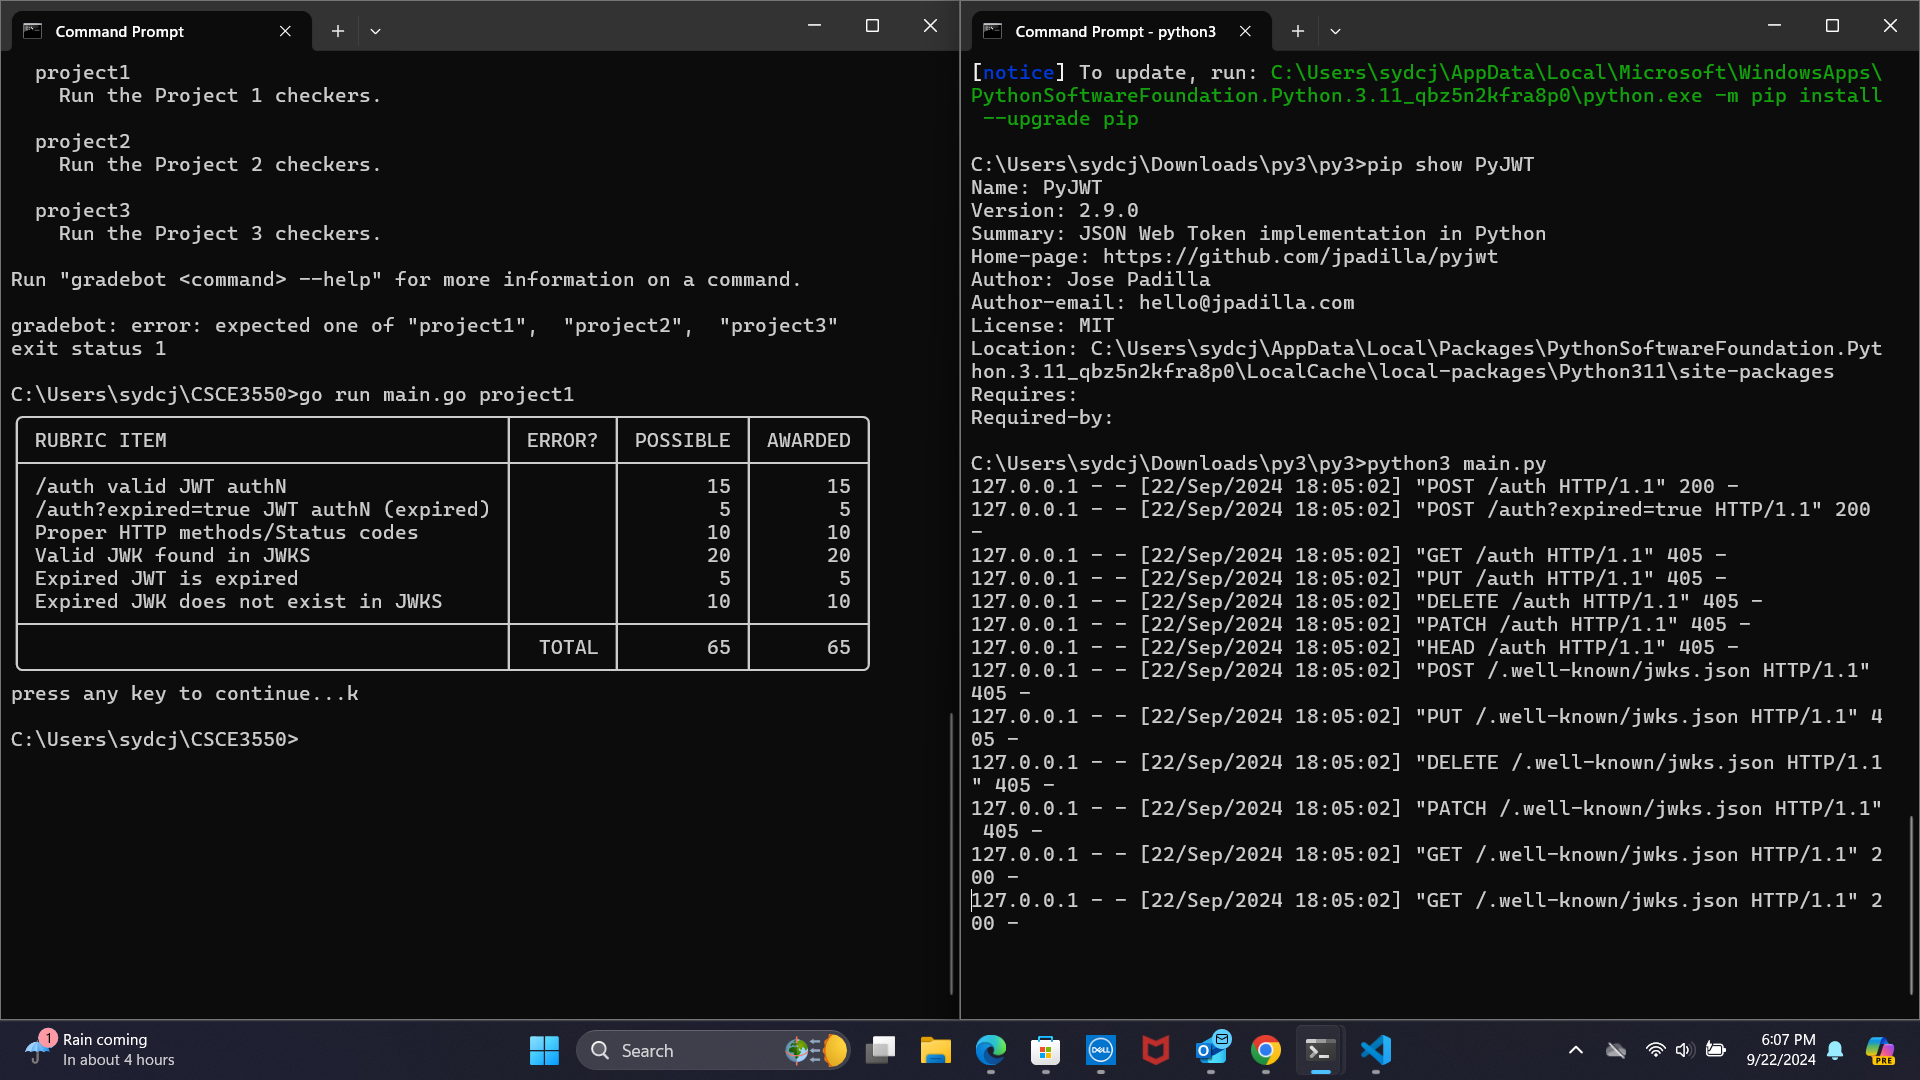 Command Prompt
project1
Run the Project 1 checkers.
project2
Run the Project 2 checkers.
project3
Run the Project 3 checkers.
Run "gradebot <command> --help" for more information on a command.
gradebot: error: expected one of "project1",  "project2",  "project3"
exit status 1
C:\Users\sydcj\CSCE3550>go run main.go project1
RUBRIC ITEM ERROR? POSSIBLE AWARDED
/auth valid JWT authN 15 15
/auth?expired=true JWT authN (expired) 5 5
Proper HTTP methods/Status codes 10 10
Valid JWK found in JWKS 20 20
Expired JWT is expired 5 5
Expired JWK does not exist in JWKS 10 10
TOTAL 65 65
press any key to continue...k
C:\Users\sydcj\CSCE3550>
Command Prompt - python3
[notice] To update, run: C:\Users\sydcj\AppData\Local\Microsoft\WindowsApps\
PythonSoftwareFoundation.Python.3.11_qbz5n2kfra8p0\python.exe -m pip install
--upgrade pip
C:\Users\sydcj\Downloads\py3\py3>pip show PyJWT
Name: PyJWT
Version: 2.9.0
Summary: JSON Web Token implementation in Python
Home-page: https://github.com/jpadilla/pyjwt
Author: Jose Padilla
Author-email: hello@jpadilla.com
License: MIT
Location: C:\Users\sydcj\AppData\Local\Packages\PythonSoftwareFoundation.Pyt
hon.3.11_qbz5n2kfra8p0\LocalCache\local-packages\Python311\site-packages
Requires:
Required-by:
C:\Users\sydcj\Downloads\py3\py3>python3 main.py
127.0.0.1 - - [22/Sep/2024 18:05:02] "POST /auth HTTP/1.1" 200 -
127.0.0.1 - - [22/Sep/2024 18:05:02] "POST /auth?expired=true HTTP/1.1" 200
-
127.0.0.1 - - [22/Sep/2024 18:05:02] "GET /auth HTTP/1.1" 405 -
127.0.0.1 - - [22/Sep/2024 18:05:02] "PUT /auth HTTP/1.1" 405 -
127.0.0.1 - - [22/Sep/2024 18:05:02] "DELETE /auth HTTP/1.1" 405 -
127.0.0.1 - - [22/Sep/2024 18:05:02] "PATCH /auth HTTP/1.1" 405 -
127.0.0.1 - - [22/Sep/2024 18:05:02] "HEAD /auth HTTP/1.1" 405 -
127.0.0.1 - - [22/Sep/2024 18:05:02] "POST /.well-known/jwks.json HTTP/1.1"
405 -
127.0.0.1 - - [22/Sep/2024 18:05:02] "PUT /.well-known/jwks.json HTTP/1.1" 4
05 -
127.0.0.1 - - [22/Sep/2024 18:05:02] "DELETE /.well-known/jwks.json HTTP/1.1
" 405 -
127.0.0.1 - - [22/Sep/2024 18:05:02] "PATCH /.well-known/jwks.json HTTP/1.1"
405 -
127.0.0.1 - - [22/Sep/2024 18:05:02] "GET /.well-known/jwks.json HTTP/1.1" 2
00 -
127.0.0.1 - - [22/Sep/2024 18:05:02] "GET /.well-known/jwks.json HTTP/1.1" 2
00 -
1
Rain coming
In about 4 hours
Search
DELL
6:07 PM
9/22/2024
PRE